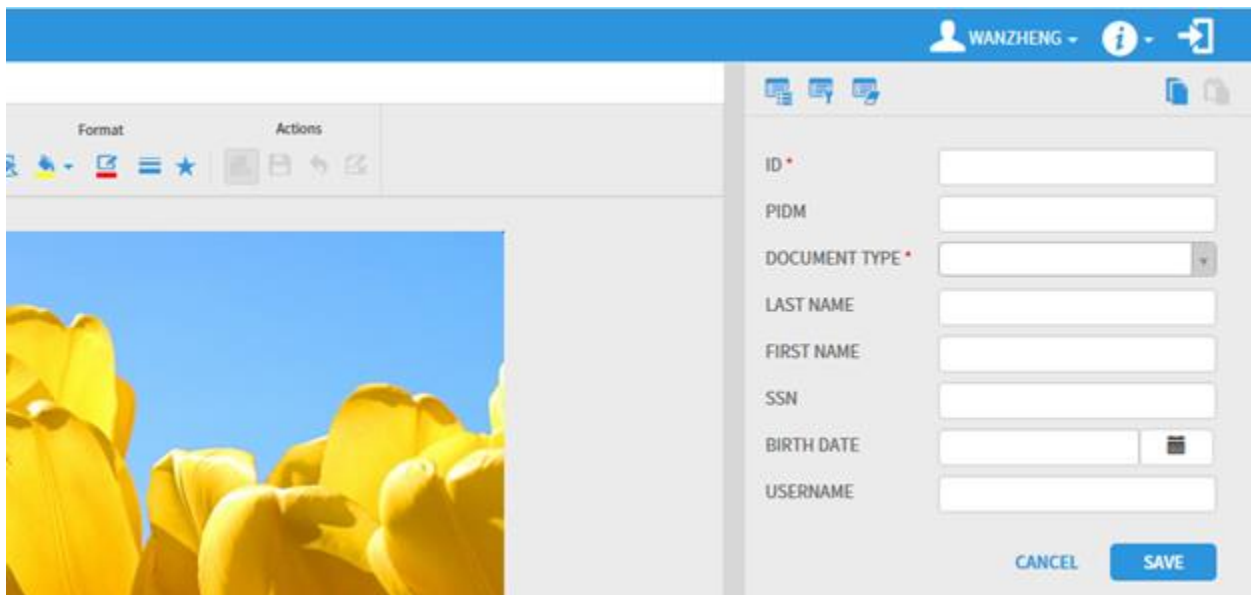 WANZHENG
Format Actions
ID *
PIDM
DOCUMENT TYPE *
LAST NAME
FIRST NAME
SSN
BIRTH DATE
USERNAME
CANCEL SAVE